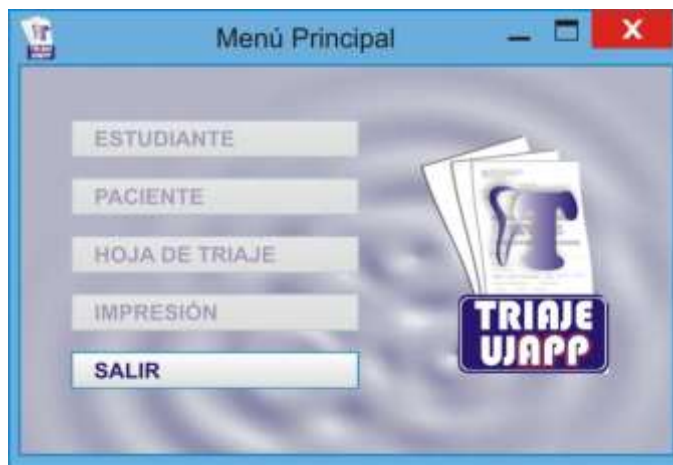 Menú Principal
ESTUDIANTE
PACIENTE
HOJA DE TRIAJE
IMPRESIÓN
SALIR
T
TRIAJE
UJAPP